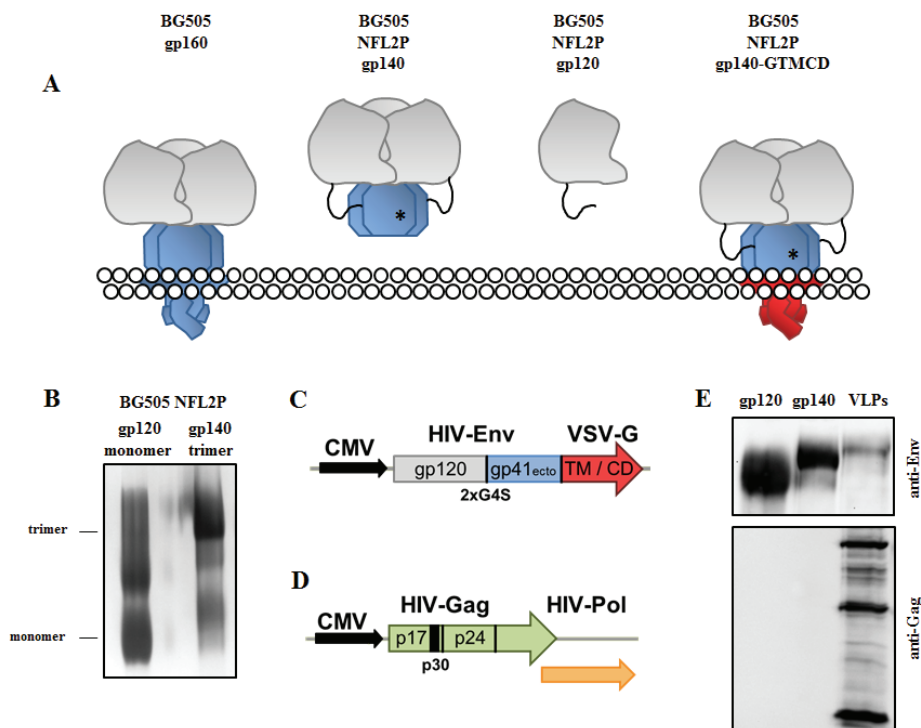 BG505
gp160
BG505
NFL2P
gp140
BG505
NFL2P
gp120
BG505
NFL2P
gp140-GTMCD
A
*
*
B
BG505 NFL2P
gp120
monomer
gp140
trimer
trimer
monomer
C
CMV
HIV-Env
VSV-G
gp120
gp41ecto
TM / CD
2xG4S
D
CMV
HIV-Gag
HIV-Pol
p17
p24
p30
E
gp120 gp140 VLPs
anti-Env
anti-Gag